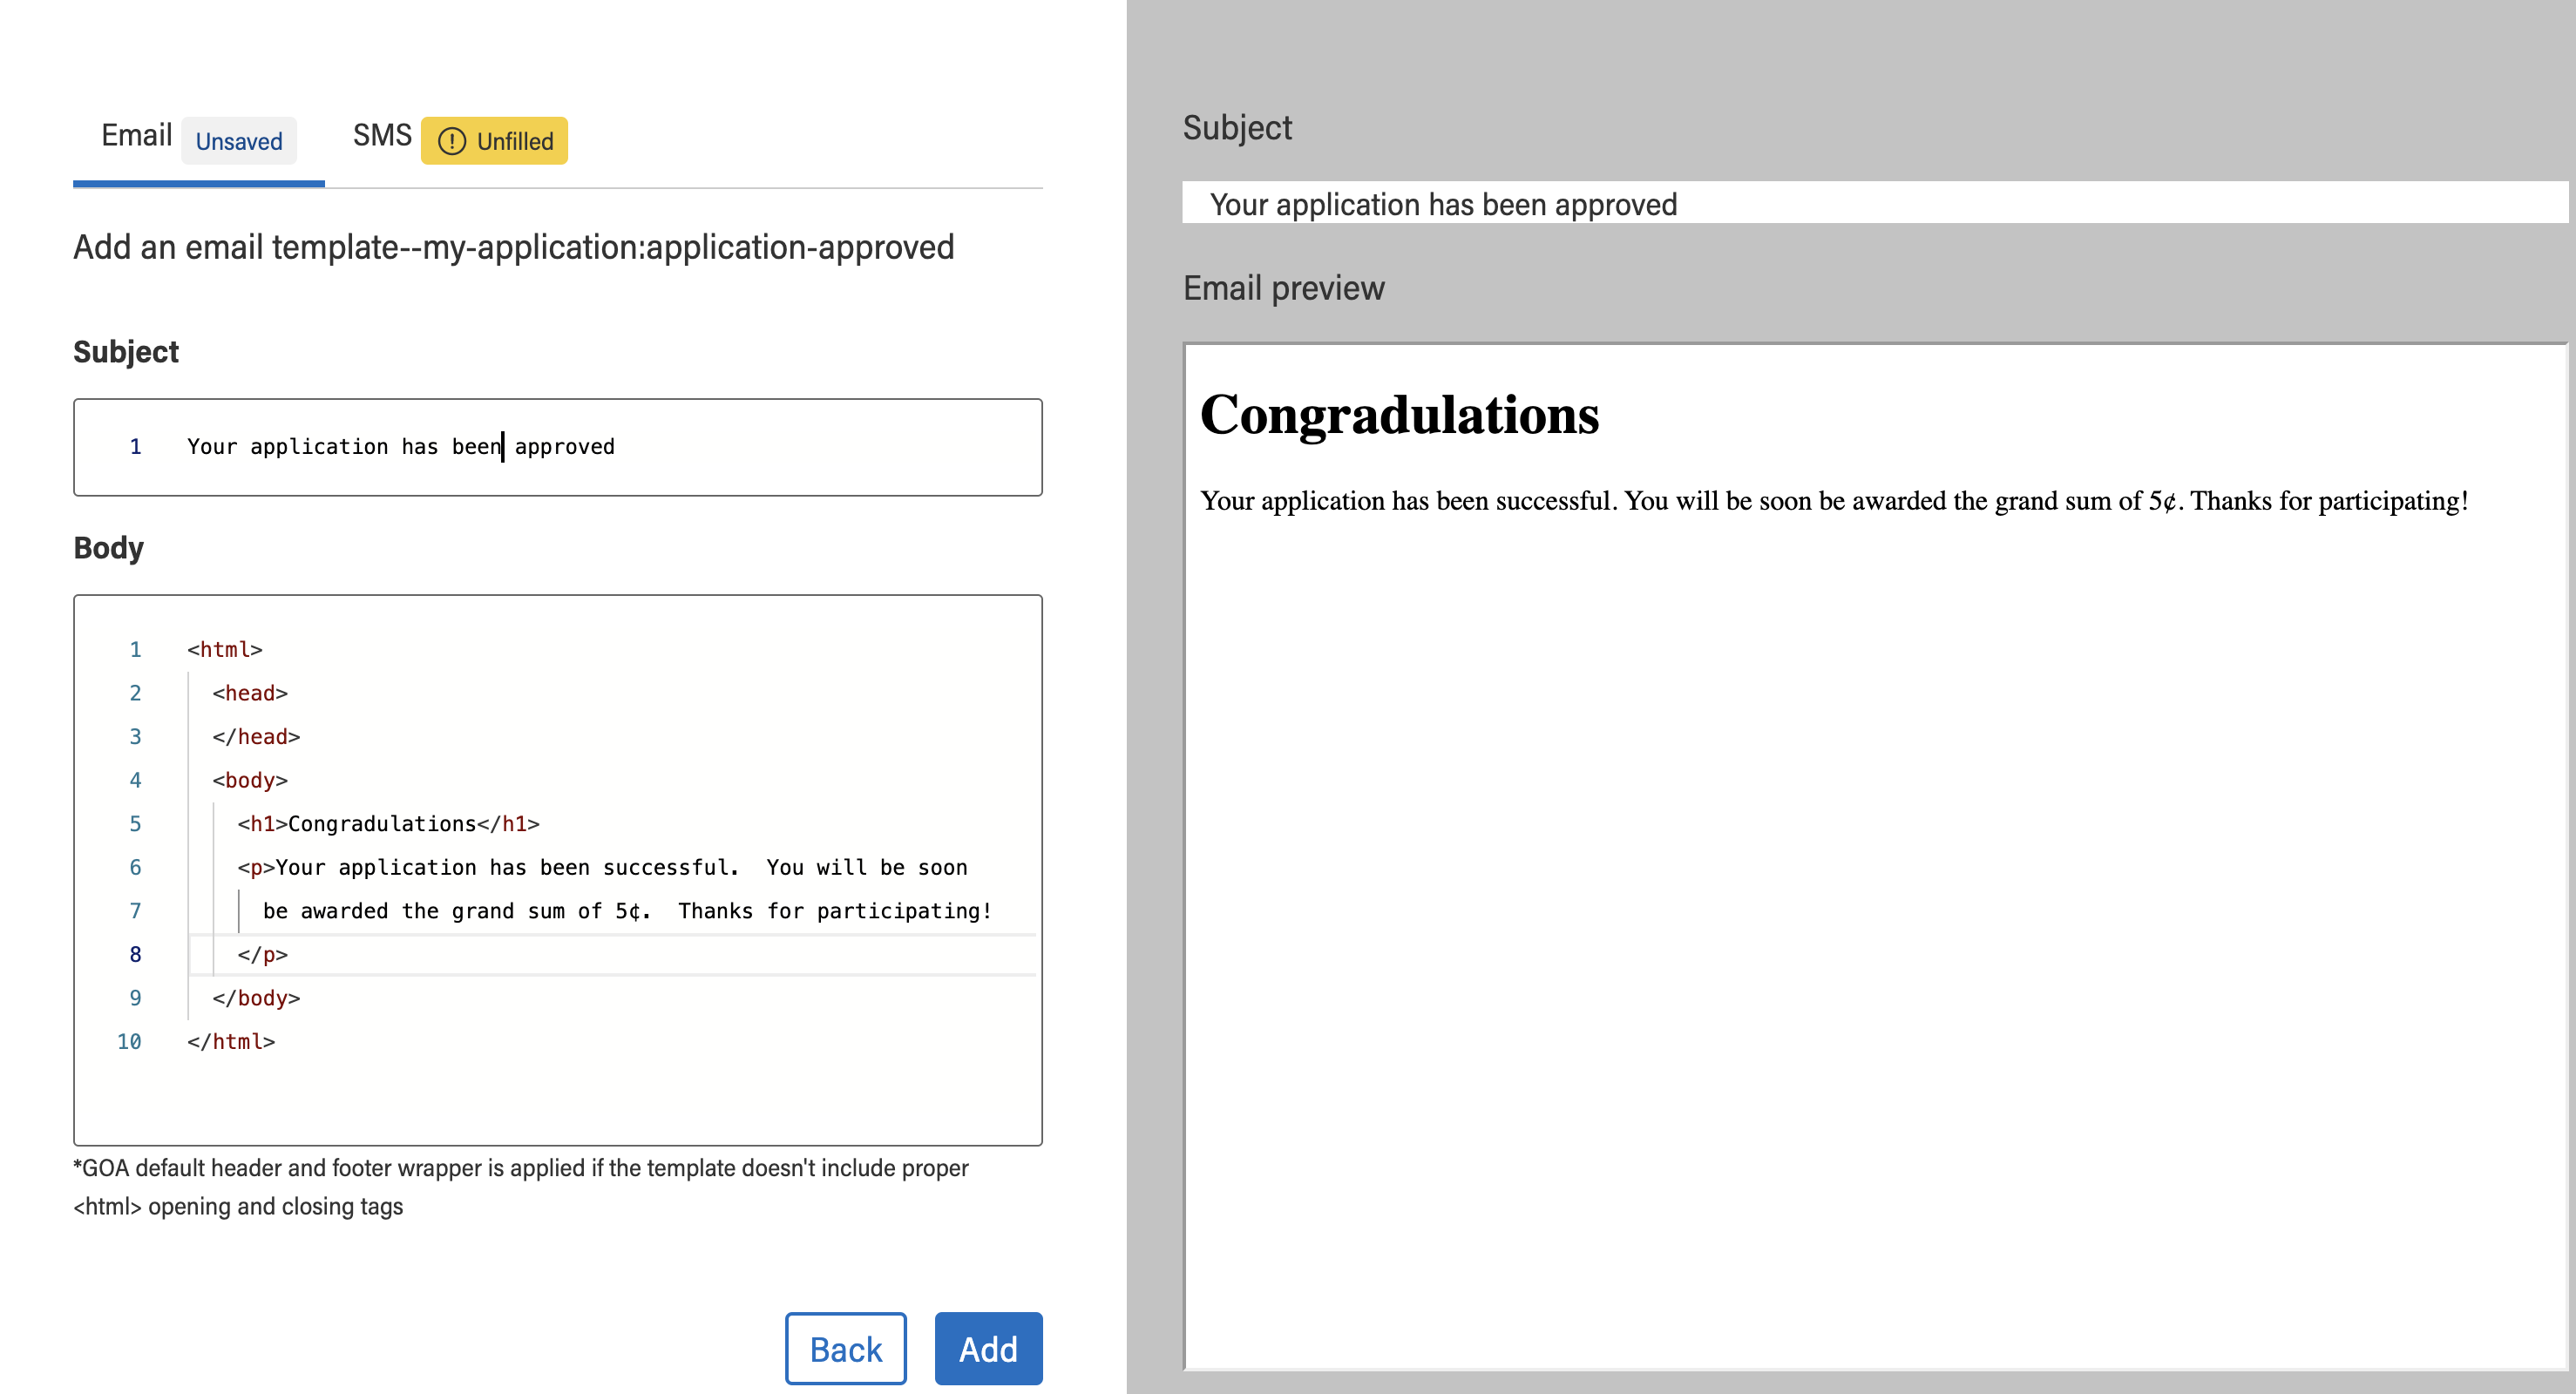 Email Unsaved SMS Unfilled
Add an email template--my-application:application-approved
Subject
1 Your application has been approved
Body
1 <html>
2 <head>
3 </head>
4 <body>
5 <h1>Congradulations</h1>
6 <p>Your application has been successful.  You will be soon
7 be awarded the grand sum of 5¢.  Thanks for participating!
8 </p>
9 </body>
10 </html>
*GOA default header and footer wrapper is applied if the template doesn't include proper
<html> opening and closing tags
Back Add
Subject
Your application has been approved
Email preview
Congradulations
Your application has been successful. You will be soon be awarded the grand sum of 5¢. Thanks for participating!